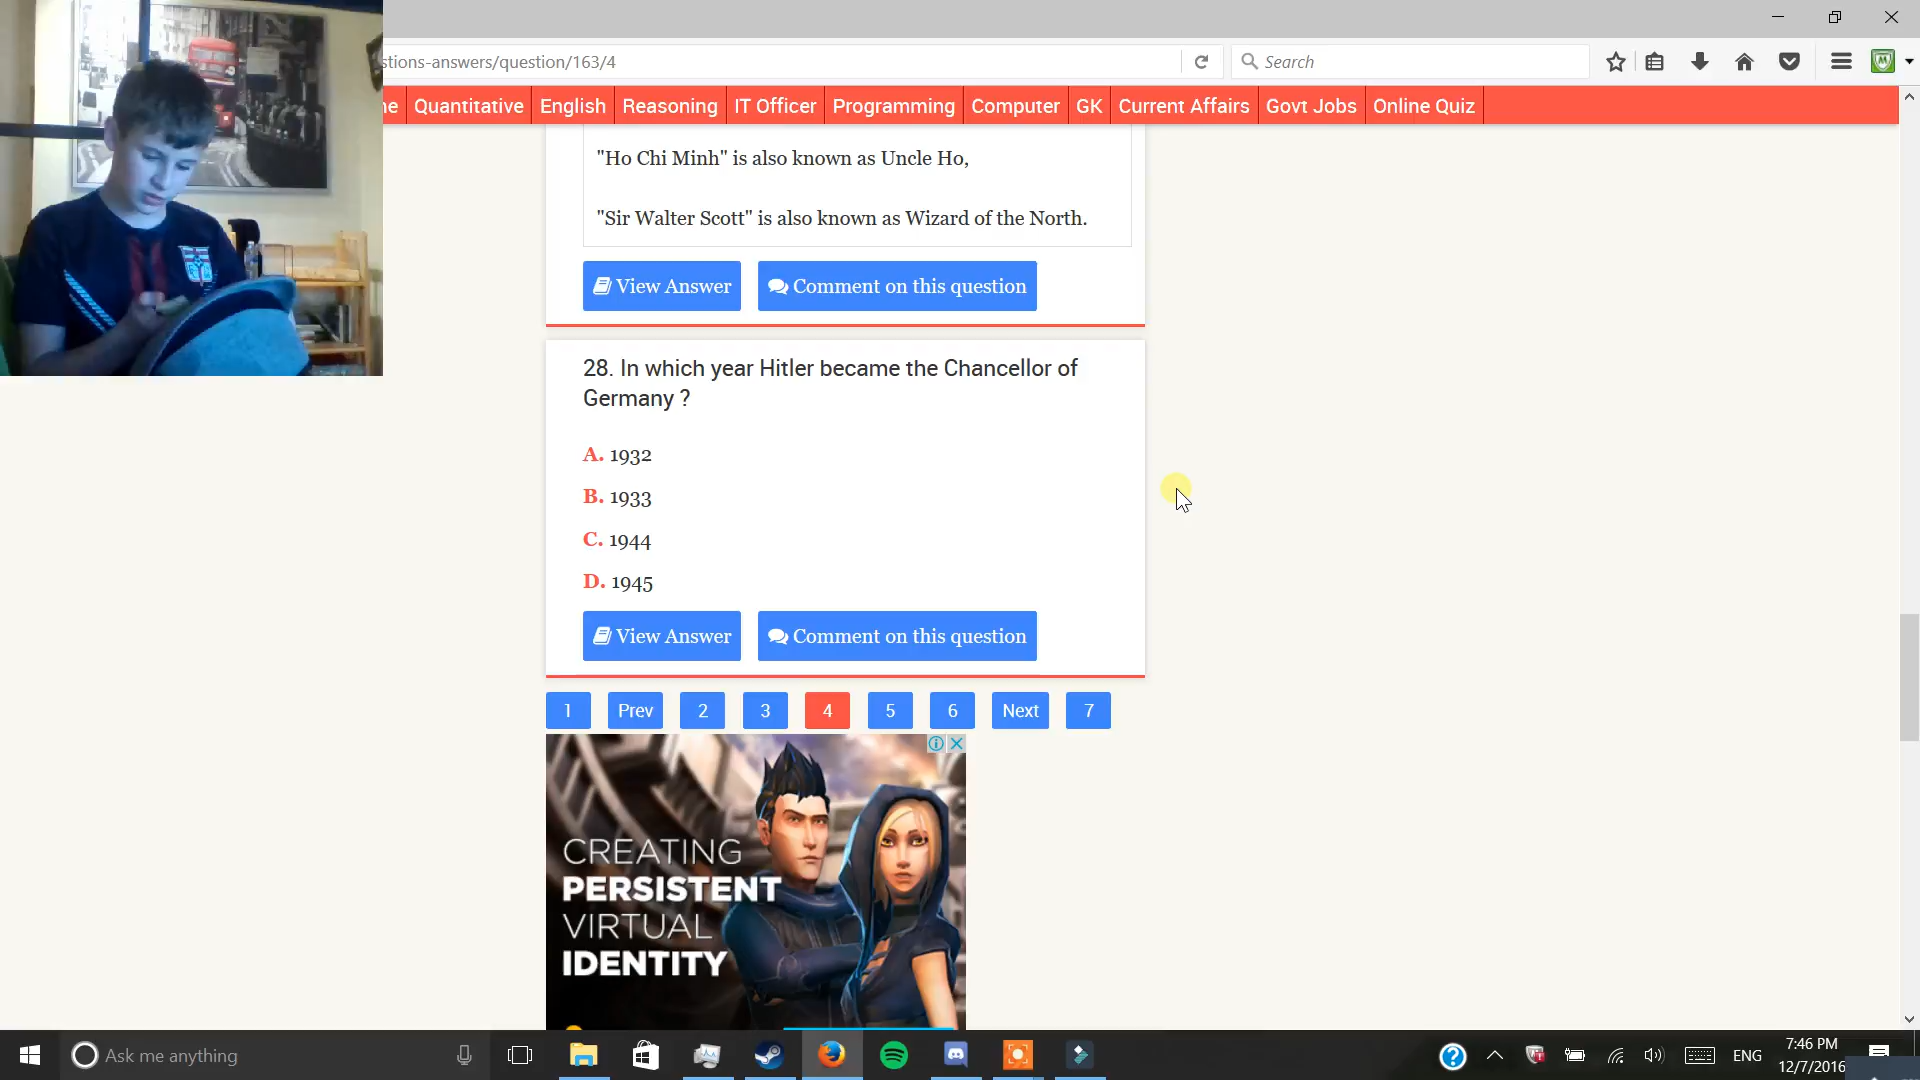 stions-answers/question/163/4
Search
ne Quantitative English Reasoning IT Officer Programming Computer GK Current Affairs Govt Jobs Online Quiz
"Ho Chi Minh" is also known as Uncle Ho,
"Sir Walter Scott" is also known as Wizard of the North.
View Answer Comment on this question
28. In which year Hitler became the Chancellor of
Germany ?
A. 1932
B. 1933
C. 1944
D. 1945
View Answer Comment on this question
1 Prev 2 3 4 5 6 Next 7
CREATING
PERSISTENT
VIRTUAL
IDENTITY
Ask me anything
ENG
7:46 PM
12/7/2016